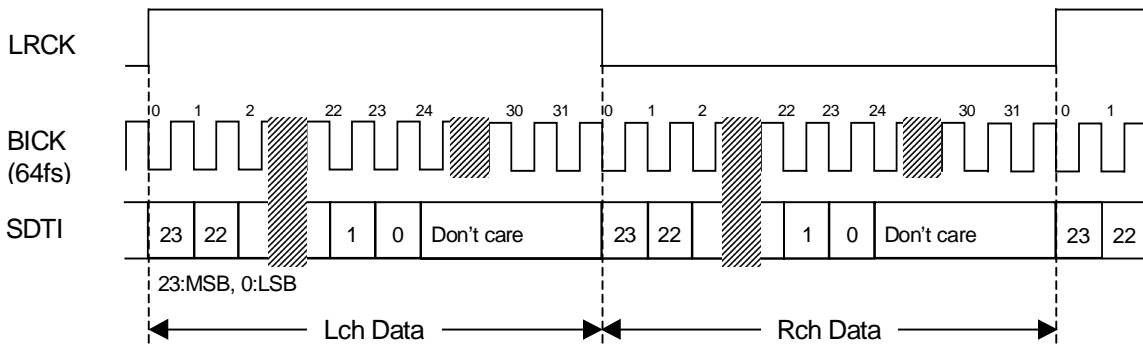 LRCK
0 1 2 22 23 24 30 31 0 1 2 22 23 24 30 31 0 1
BICK
(64fs)
SDTI
23 22 1 0 Don't care 23 22 1 0 Don't care 23 22
23:MSB, 0:LSB
Lch Data Rch Data